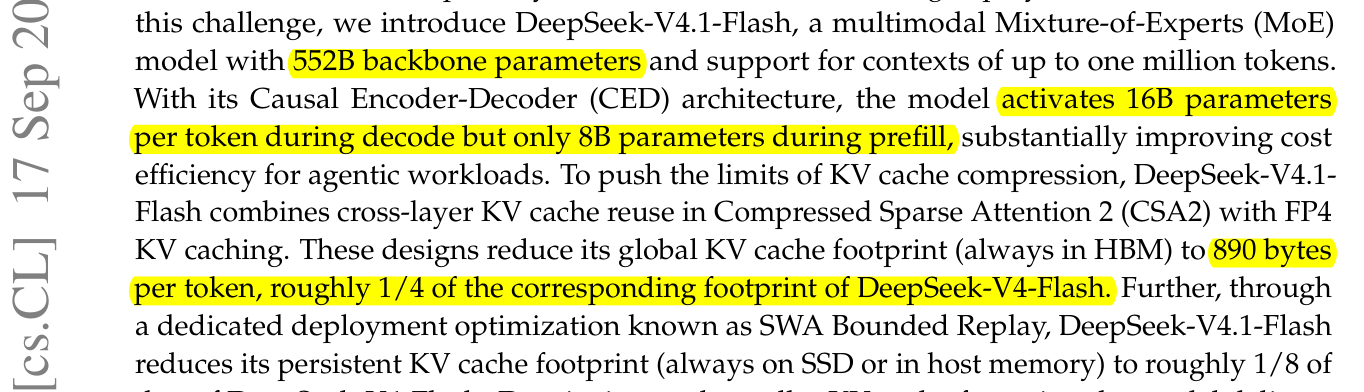 [cs.CL] 17 Sep 20
this challenge, we introduce DeepSeek-V4.1-Flash, a multimodal Mixture-of-Experts (MoE)
model with 552B backbone parameters and support for contexts of up to one million tokens.
With its Causal Encoder-Decoder (CED) architecture, the model activates 16B parameters
per token during decode but only 8B parameters during prefill, substantially improving cost
efficiency for agentic workloads. To push the limits of KV cache compression, DeepSeek-V4.1-
Flash combines cross-layer KV cache reuse in Compressed Sparse Attention 2 (CSA2) with FP4
KV caching. These designs reduce its global KV cache footprint (always in HBM) to 890 bytes
per token, roughly 1/4 of the corresponding footprint of DeepSeek-V4-Flash. Further, through
a dedicated deployment optimization known as SWA Bounded Replay, DeepSeek-V4.1-Flash
reduces its persistent KV cache footprint (always on SSD or in host memory) to roughly 1/8 of